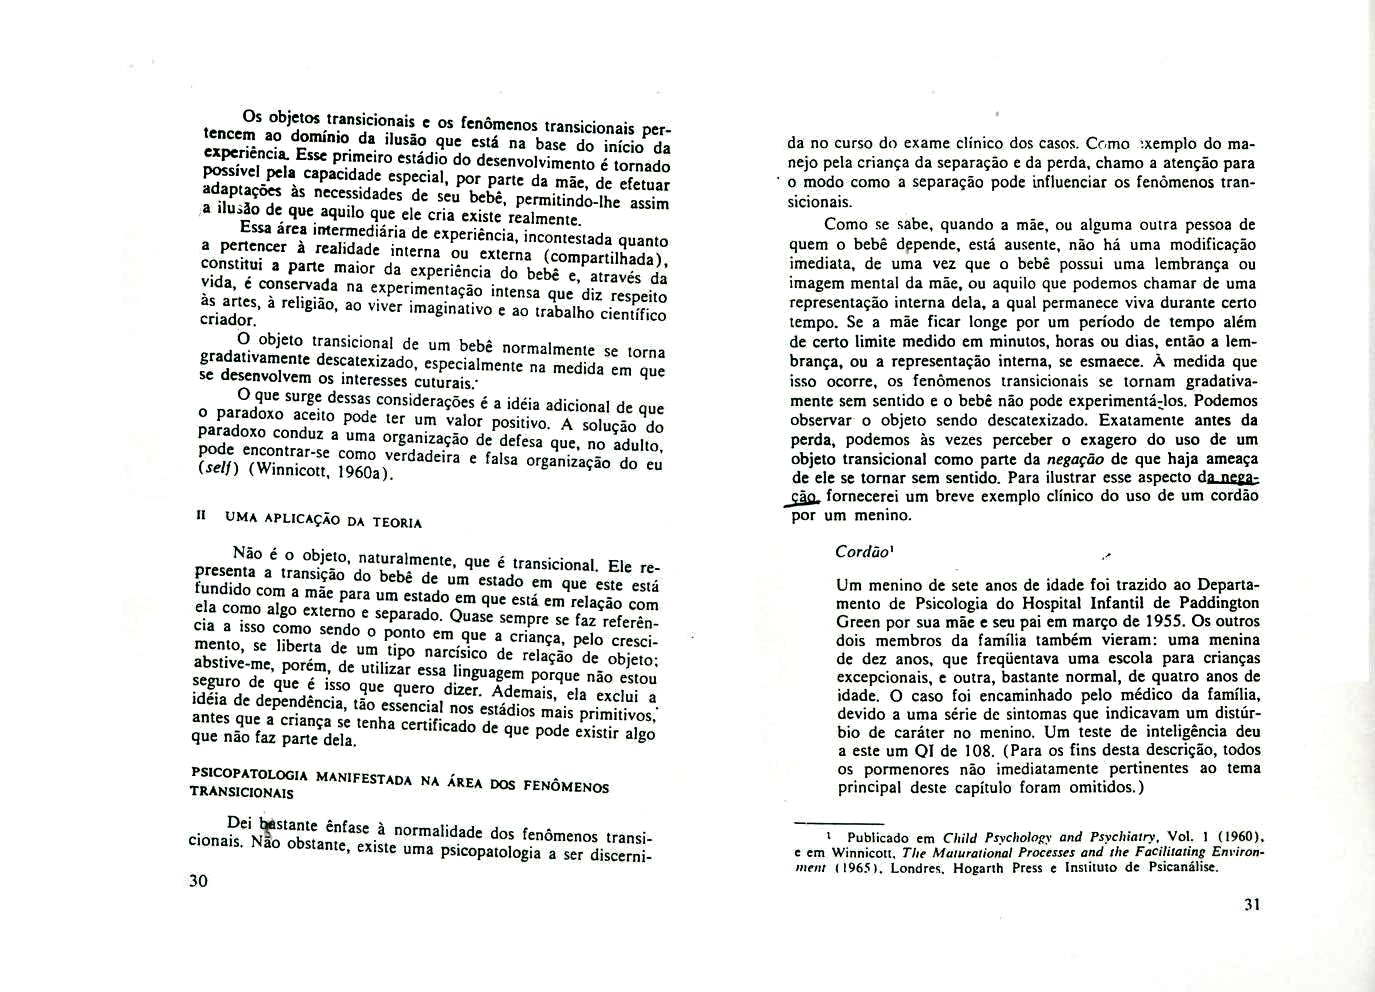 Os objetos transicionais e os fenômenos transicionais per-
tencem ao domínio da ilusão que está na base do início da
experiência. Esse primeiro estádio do desenvolvimento é tornado
possível pela capacidade especial, por parte da mãe, de efetuar
adaptações às necessidades de seu bebê, permitindo-lhe assim
a ilusão de que aquilo que ele cria existe realmente.
Essa área intermediária de experiência, incontestada quanto
a pertencer à realidade interna ou externa (compartilhada),
constitui a parte maior da experiência do bebê e, através da
vida, é conservada na experimentação intensa que diz respeito
às artes, à religião, ao viver imaginativo e ao trabalho científico
criador.
O objeto transicional de um bebê normalmente se torna
gradativamente descatexizado, especialmente na medida em que
se desenvolvem os interesses cuturais.
O que surge dessas considerações é a idéia adicional de que
o paradoxo aceito pode ter um valor positivo. A solução do
paradoxo conduz a uma organização de defesa que, no adulto,
pode encontrar-se como verdadeira e falsa organização do eu
(self) (Winnicott, 1960a).
II UMA APLICAÇÃO DA TEORIA
Não é o objeto, naturalmente, que é transicional. Ele re-
presenta a transição do bebê de um estado em que este está
fundido com a mãe para um estado em que está em relação com
ela como algo externo e separado. Quase sempre se faz referên-
cia a isso como sendo o ponto em que a criança, pelo cresci-
mento, se liberta de um tipo narcísico de relação de objeto;
abstive-me, porém, de utilizar essa linguagem porque não estou
seguro de que é isso que quero dizer. Ademais, ela exclui a
idéia de dependência, tão essencial nos estádios mais primitivos,
antes que a criança se tenha certificado de que pode existir algo
que não faz parte dela.
PSICOPATOLOGIA MANIFESTADA NA ÁREA DOS FENÔMENOS
TRANSICIONAIS
Dei bastante ênfase à normalidade dos fenômenos transi-
cionais. Não obstante, existe uma psicopatologia a ser discerni-
30
da no curso do exame clínico dos casos. Como exemplo do ma-
nejo pela criança da separação e da perda, chamo a atenção para
o modo como a separação pode influenciar os fenômenos tran-
sicionais.
Como se sabe, quando a mãe, ou alguma outra pessoa de
quem o bebê depende, está ausente, não há uma modificação
imediata, de uma vez que o bebê possui uma lembrança ou
imagem mental da mãe, ou aquilo que podemos chamar de uma
representação interna dela, a qual permanece viva durante certo
tempo. Se a mãe ficar longe por um período de tempo além
de certo limite medido em minutos, horas ou dias, então a lem-
brança, ou a representação interna, se esmaece. À medida que
isso ocorre, os fenômenos transicionais se tornam gradativa-
mente sem sentido e o bebê não pode experimentá-los. Podemos
observar o objeto sendo descatexizado. Exatamente antes da
perda, podemos às vezes perceber o exagero do uso de um
objeto transicional como parte da negação de que haja ameaça
de ele se tornar sem sentido. Para ilustrar esse aspecto da nega-
ção, fornecerei um breve exemplo clínico do uso de um cordão
por um menino.
Cordão¹
Um menino de sete anos de idade foi trazido ao Departa-
mento de Psicologia do Hospital Infantil de Paddington
Green por sua mãe e seu pai em março de 1955. Os outros
dois membros da família também vieram: uma menina
de dez anos, que freqüentava uma escola para crianças
excepcionais, e outra, bastante normal, de quatro anos de
idade. O caso foi encaminhado pelo médico da família,
devido a uma série de sintomas que indicavam um distúr-
bio de caráter no menino. Um teste de inteligência deu
a este um QI de 108. (Para os fins desta descrição, todos
os pormenores não imediatamente pertinentes ao tema
principal deste capítulo foram omitidos.)
¹ Publicado em Child Psychology and Psychiatry, Vol. 1 (1960),
e em Winnicott, The Maturational Processes and the Facilitating Environ-
ment (1965), Londres, Hogarth Press e Instituto de Psicanálise.
31